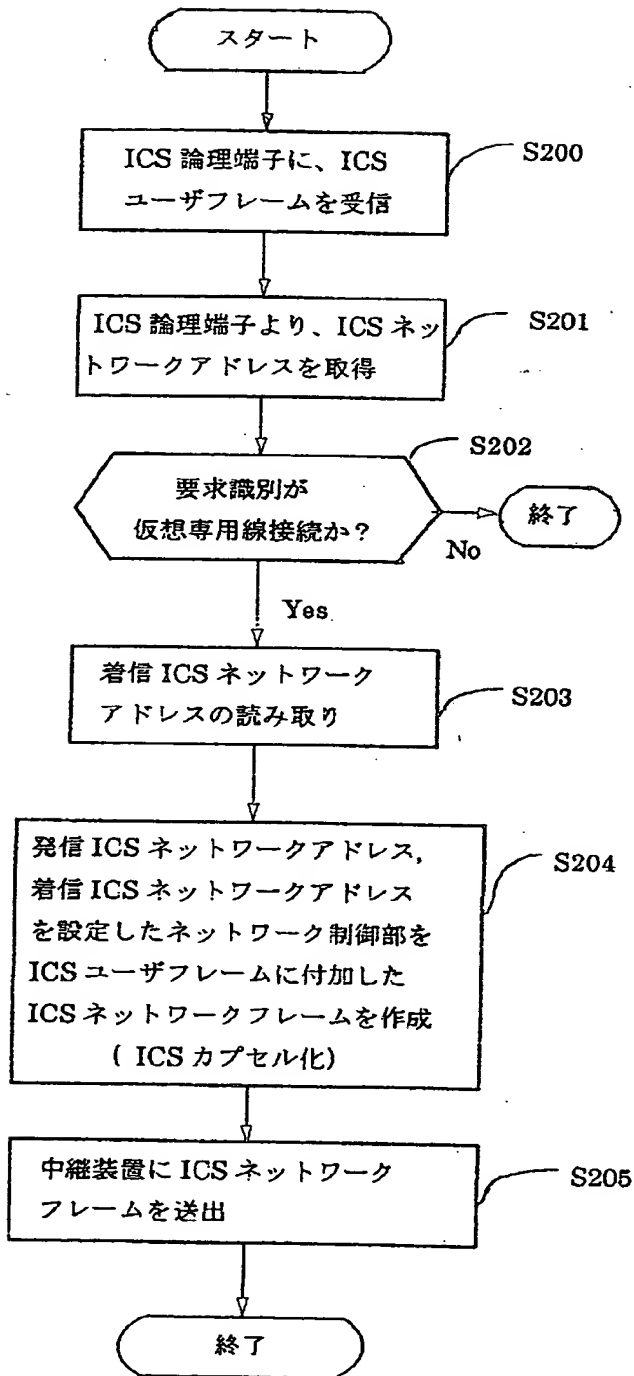 スタート
ICS 論理端子に、ICS
ユーザフレームを受信
S200
ICS 論理端子より、ICS ネッ
トワークアドレスを取得
S201
S202
要求識別が
仮想専用線接続か？
終了
No
Yes
着信 ICS ネットワーク
アドレスの読み取り
S203
発信 ICS ネットワークアドレス,
着信 ICS ネットワークアドレス
を設定したネットワーク制御部を
ICS ユーザフレームに付加した
ICS ネットワークフレームを作成
( ICS カプセル化)
S204
中継装置に ICS ネットワーク
フレームを送出
S205
終了